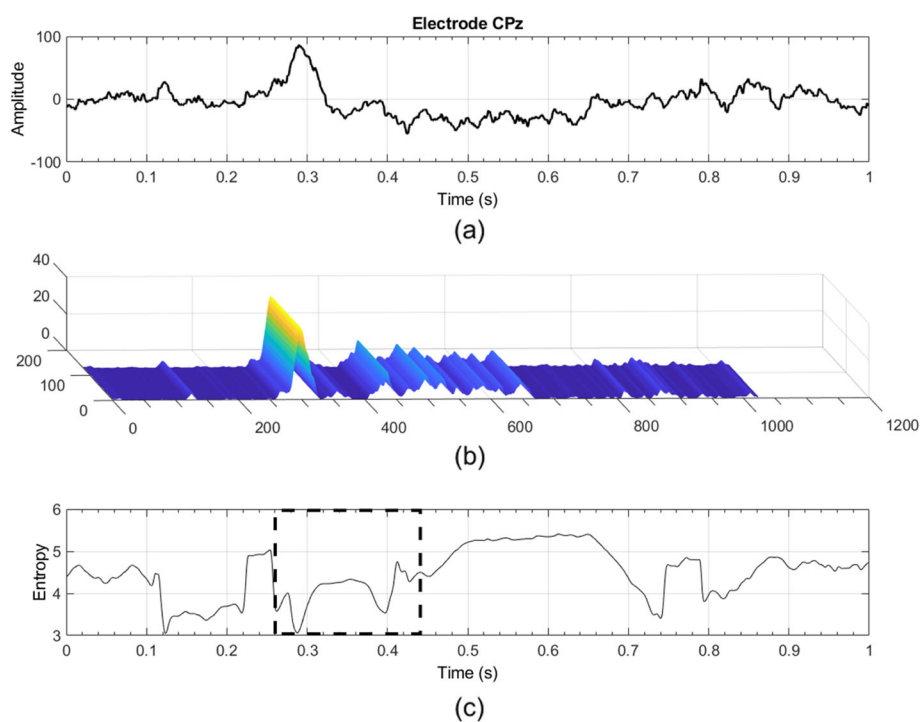 Electrode CPz
100
0
-100
Amplitude
0 0.1 0.2 0.3 0.4 0.5 0.6 0.7 0.8 0.9 1
Time (s)
(a)
40
20
0
200
100
0
0 200 400 600 800 1000 1200
(b)
6
5
4
3
Entropy
0 0.1 0.2 0.3 0.4 0.5 0.6 0.7 0.8 0.9 1
Time (s)
(c)